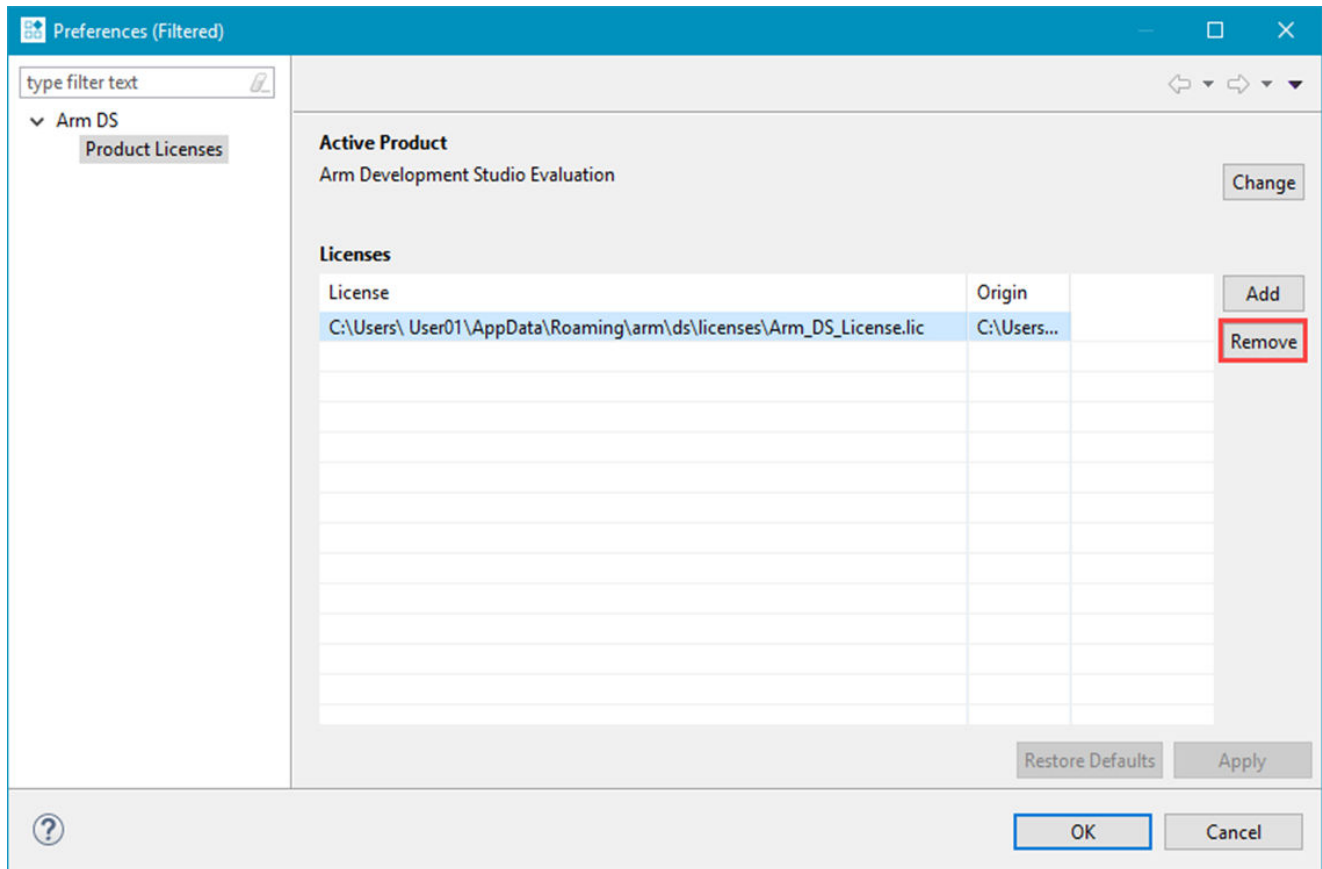 Preferences (Filtered)
type filter text
Arm DS
Product Licenses
Active Product
Arm Development Studio Evaluation
Change
Licenses
License Origin
Add
C:\Users\ User01\AppData\Roaming\arm\ds\licenses\Arm_DS_License.lic C:\Users...
Remove
Restore Defaults Apply
? OK Cancel